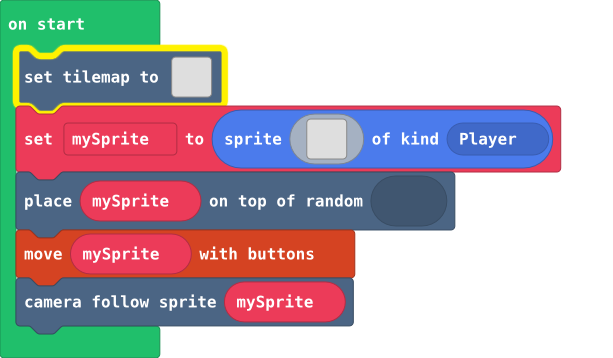 on start
set tilemap to
set mySprite to sprite of kind Player
place mySprite on top of random
move mySprite with buttons
camera follow sprite mySprite